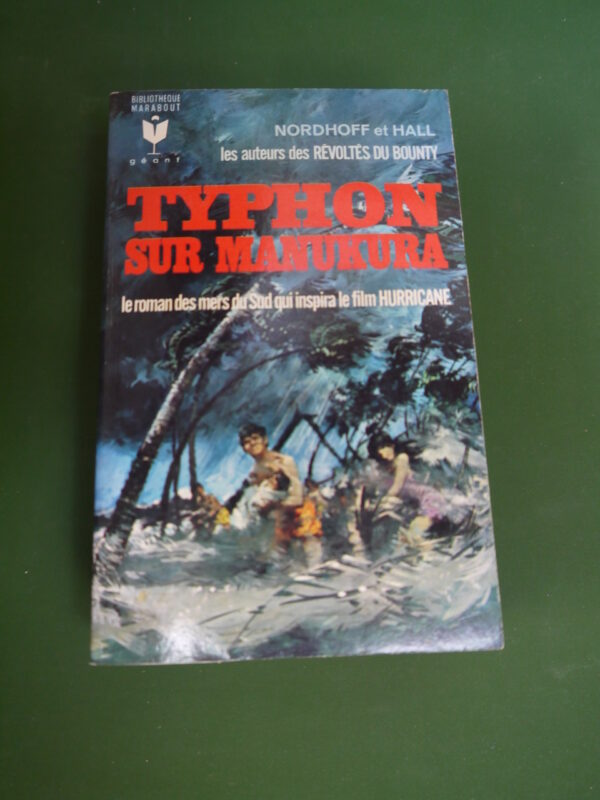 BIBLIOTHEQUE
MARABOUT
géant
NORDHOFF et HALL
les auteurs des RÉVOLTÉS DU BOUNTY
TYPHON
SUR MANUKURA
le roman des mers du Sud qui inspira le film HURRICANE